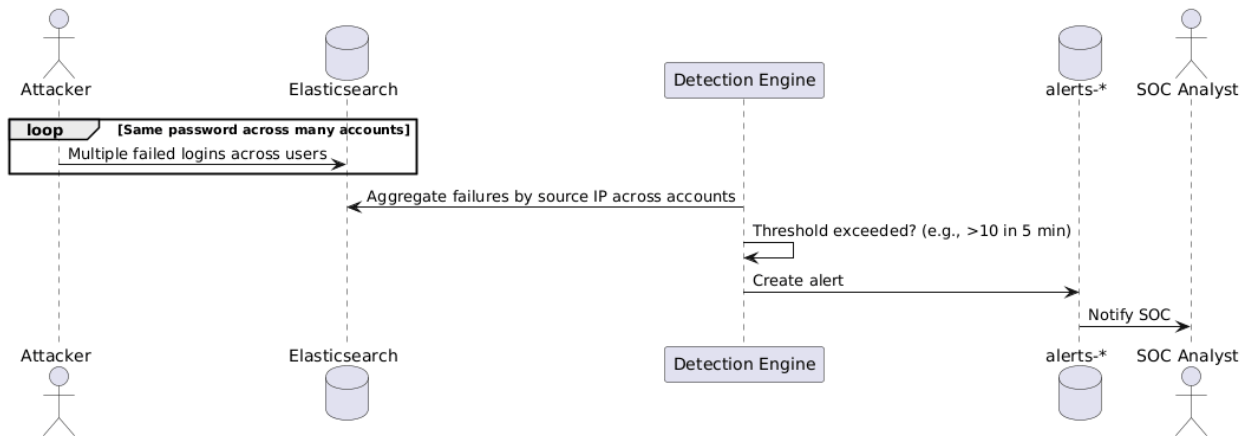 Attacker
Elasticsearch
Detection Engine
alerts-*
SOC Analyst
loop [Same password across many accounts]
Multiple failed logins across users
Aggregate failures by source IP across accounts
Threshold exceeded? (e.g., >10 in 5 min)
Create alert
Notify SOC
Attacker
Elasticsearch
Detection Engine
alerts-*
SOC Analyst